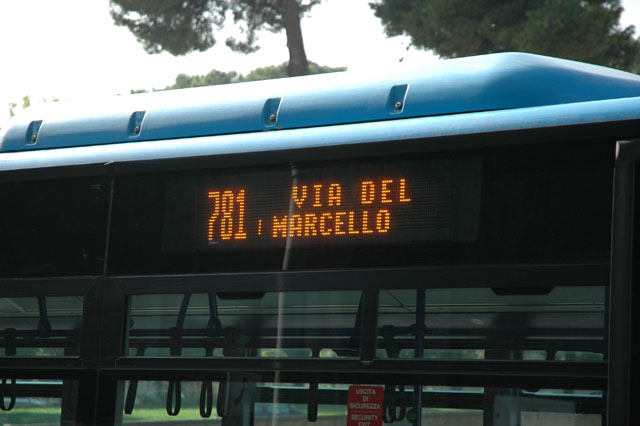 781 VIA DEL
MARCELLO
USCITA
DI
SICUREZZA
SECURITY
EXIT